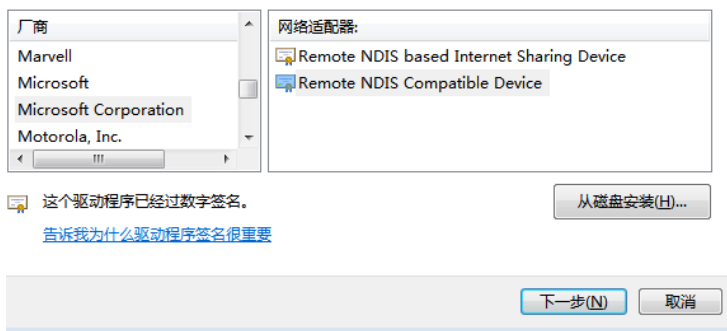 厂商
Marvell
Microsoft
Microsoft Corporation
Motorola, Inc.
网络适配器:
Remote NDIS based Internet Sharing Device
Remote NDIS Compatible Device
这个驱动程序已经过数字签名。
从磁盘安装(H)...
告诉我为什么驱动程序签名很重要
下一步(N)
取消